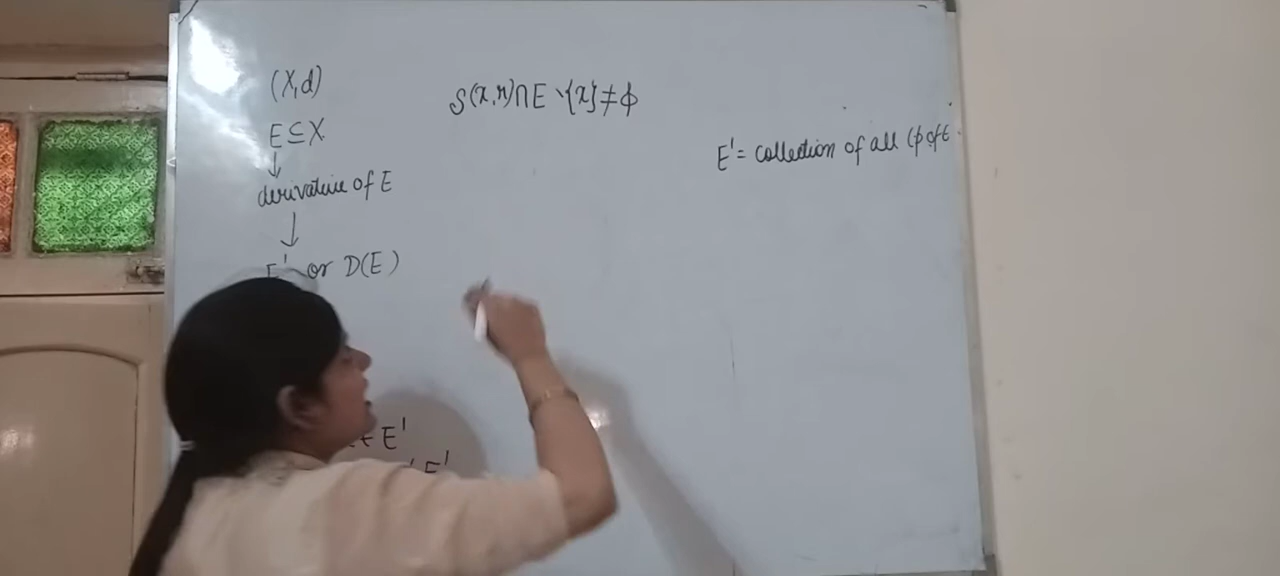 (X,d)
E⊆X
↓
derivative of E
↓
E' or D(E)
∈ E'
E'
S(x,r)∩E \ {x} ≠ ϕ
E' = collection of all lp of E.